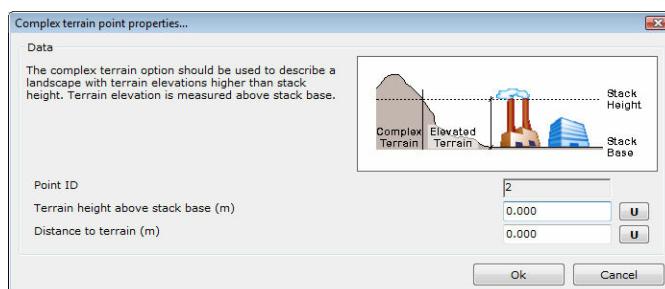 Complex terrain point properties...
Data
The complex terrain option should be used to describe a
landscape with terrain elevations higher than stack
height. Terrain elevation is measured above stack base.
Stack
Height
Complex Elevated
Terrain Terrain
Stack
Base
Point ID
2
Terrain height above stack base (m)
0.000
U
Distance to terrain (m)
0.000
U
Ok
Cancel